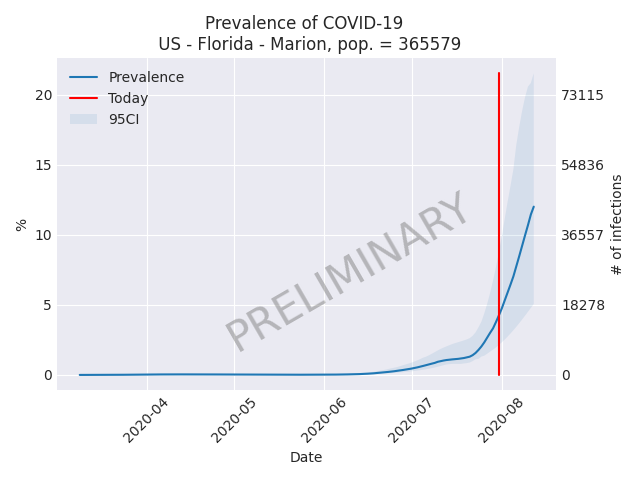 Prevalence of COVID-19
US - Florida - Marion, pop. = 365579
Prevalence
Today
95CI
20
15
10
5
0
%
73115
54836
36557
18278
0
# of infections
PRELIMINARY
2020-04
2020-05
2020-06
2020-07
2020-08
Date